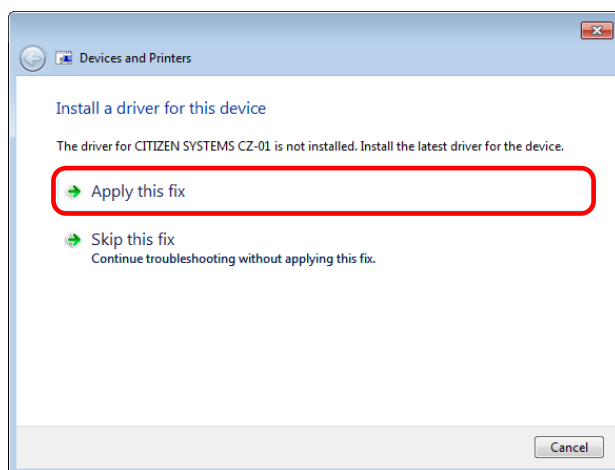 Devices and Printers
Install a driver for this device
The driver for CITIZEN SYSTEMS CZ-01 is not installed. Install the latest driver for the device.
Apply this fix
Skip this fix
Continue troubleshooting without applying this fix.
Cancel